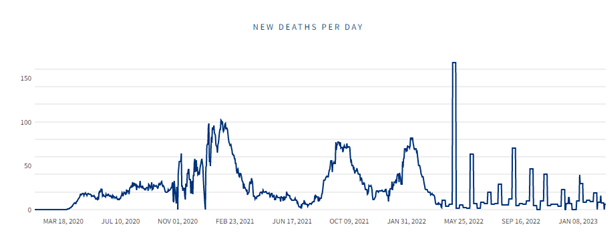 NEW DEATHS PER DAY
150
100
50
0
MAR 18, 2020 JUL 10, 2020 NOV 01, 2020 FEB 23, 2021 JUN 17, 2021 OCT 09, 2021 JAN 31, 2022 MAY 25, 2022 SEP 16, 2022 JAN 08, 2023